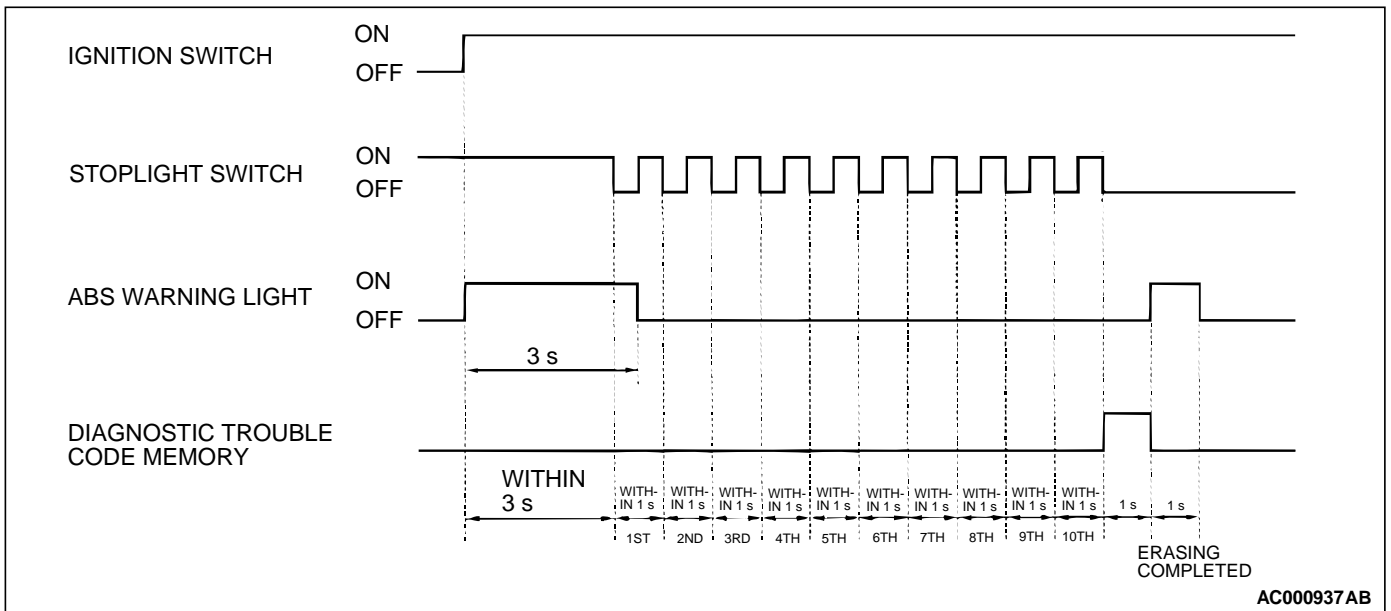 IGNITION SWITCH
ON
OFF
STOPLIGHT SWITCH
ON
OFF
ABS WARNING LIGHT
ON
OFF
3 s
DIAGNOSTIC TROUBLE
CODE MEMORY
WITHIN
3 s
WITH-
IN 1 s
WITH-
IN 1 s
WITH-
IN 1 s
WITH-
IN 1 s
WITH-
IN 1 s
WITH-
IN 1 s
WITH-
IN 1 s
WITH-
IN 1 s
WITH-
IN 1 s
WITH-
IN 1 s
1 s
1 s
1ST
2ND
3RD
4TH
5TH
6TH
7TH
8TH
9TH
10TH
ERASING
COMPLETED
AC000937AB